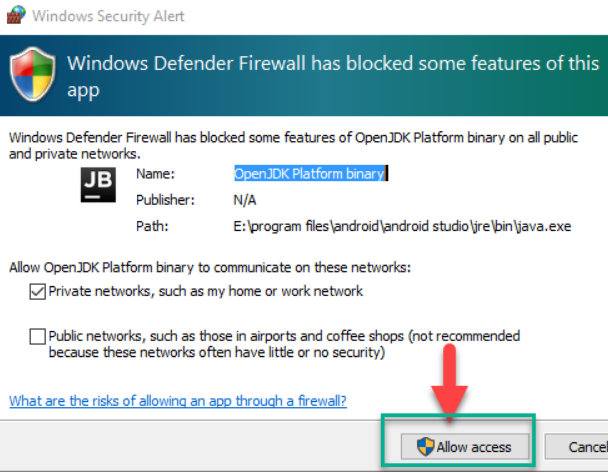 Windows Security Alert
Windows Defender Firewall has blocked some features of this
app
Windows Defender Firewall has blocked some features of OpenJDK Platform binary on all public
and private networks.
JB
Name: OpenJDK Platform binary
Publisher: N/A
Path: E:\program files\android\android studio\jre\bin\java.exe
Allow OpenJDK Platform binary to communicate on these networks:
Private networks, such as my home or work network
Public networks, such as those in airports and coffee shops (not recommended
because these networks often have little or no security)
What are the risks of allowing an app through a firewall?
Allow access Cancel